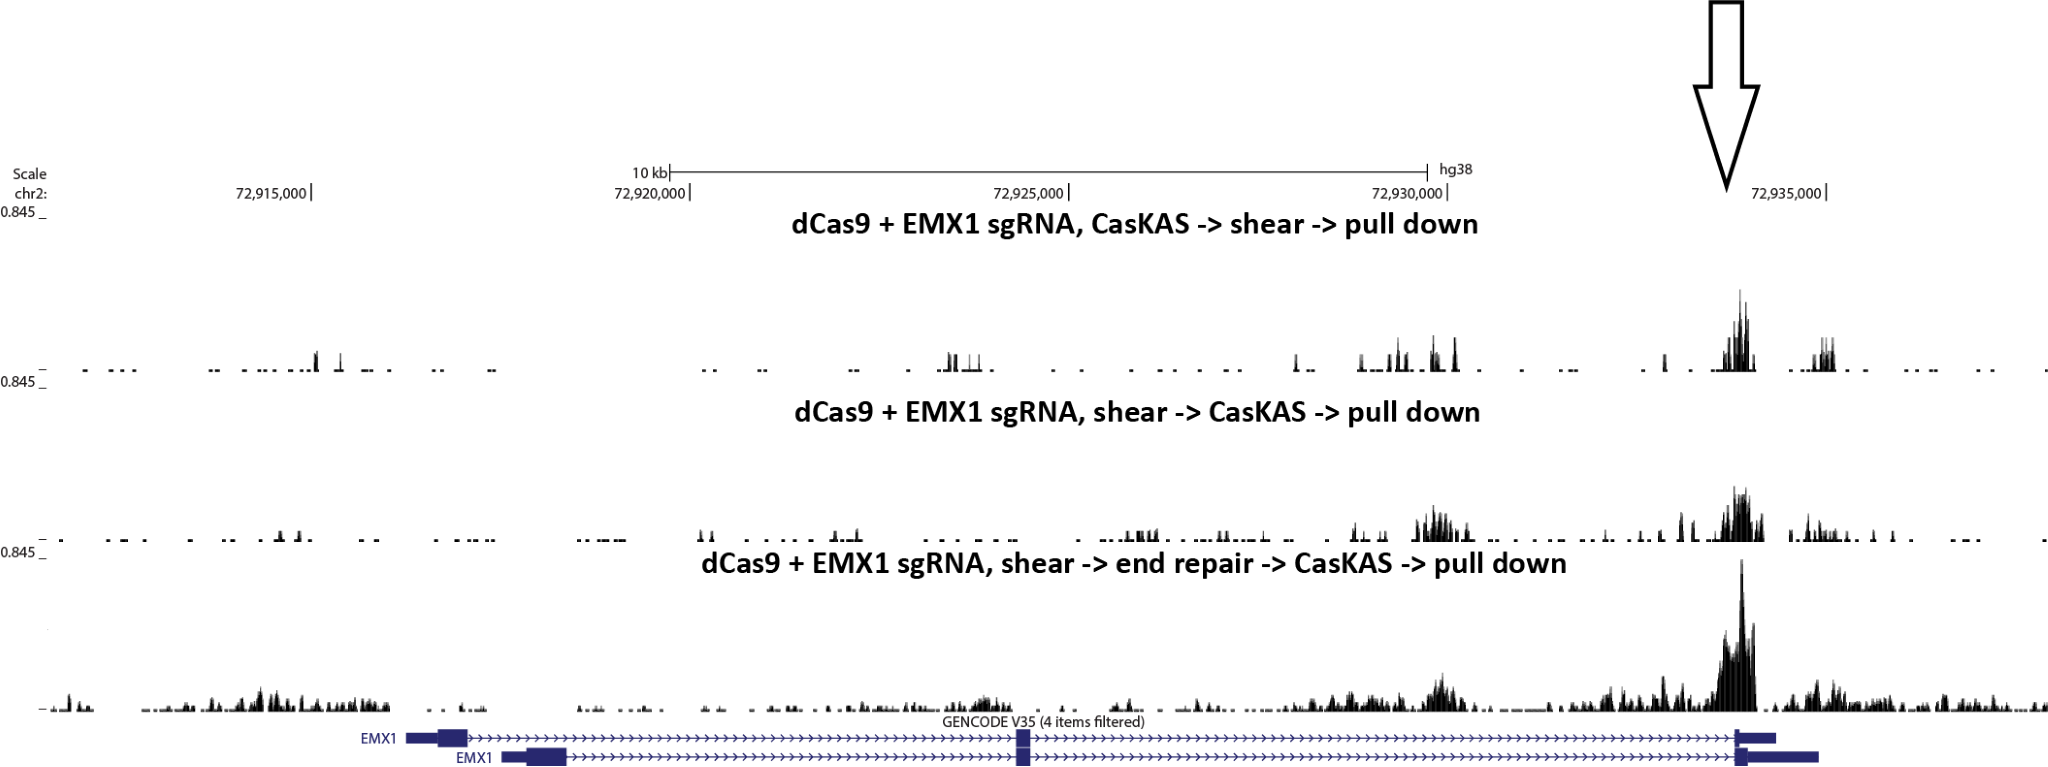 Scale 10 kb hg38
chr2: 72,915,000 72,920,000 72,925,000 72,930,000 72,935,000
0.845 _
dCas9 + EMX1 sgRNA, CasKAS -> shear -> pull down
_
0.845 _
dCas9 + EMX1 sgRNA, shear -> CasKAS -> pull down
_
0.845 _
dCas9 + EMX1 sgRNA, shear -> end repair -> CasKAS -> pull down
_
GENCODE V35 (4 items filtered)
EMX1
EMX1